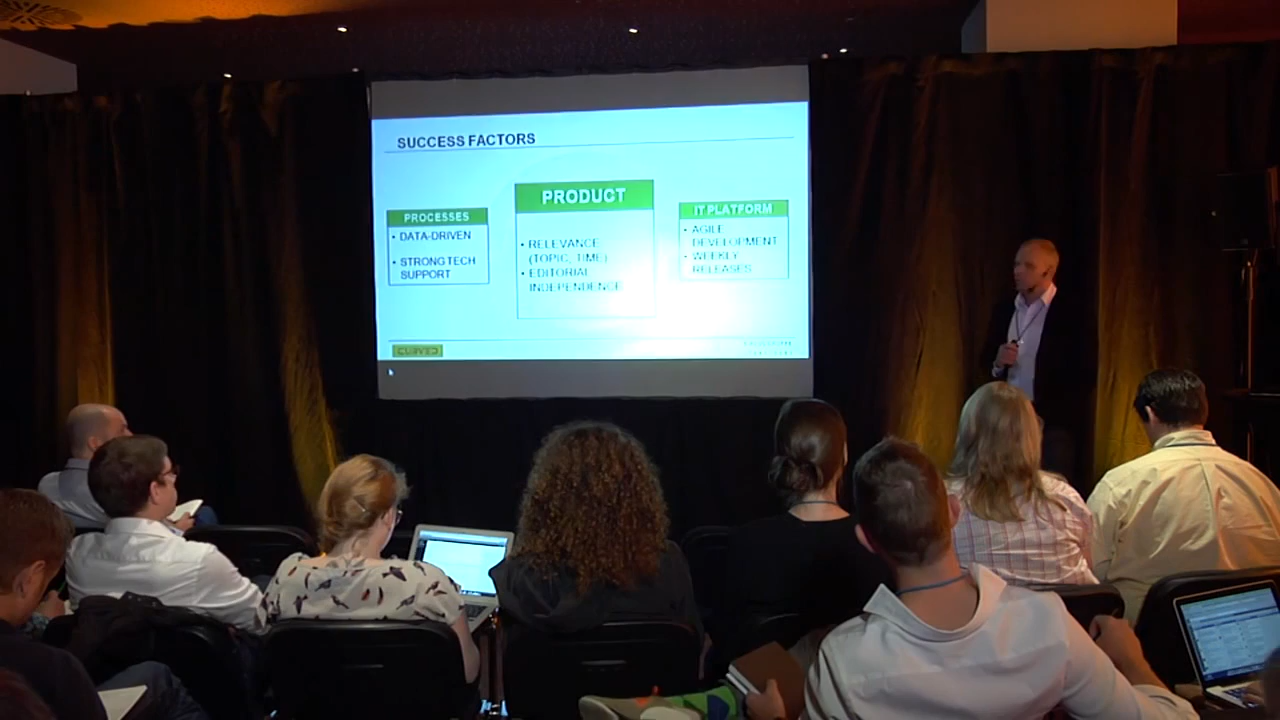 SUCCESS FACTORS
PROCESSES
• DATA-DRIVEN
• STRONG TECH
SUPPORT
PRODUCT
• RELEVANCE
(TOPIC, TIME)
• EDITORIAL
INDEPENDENCE
IT PLATFORM
• AGILE
DEVELOPMENT
• WEEKLY
RELEASES
CURVED